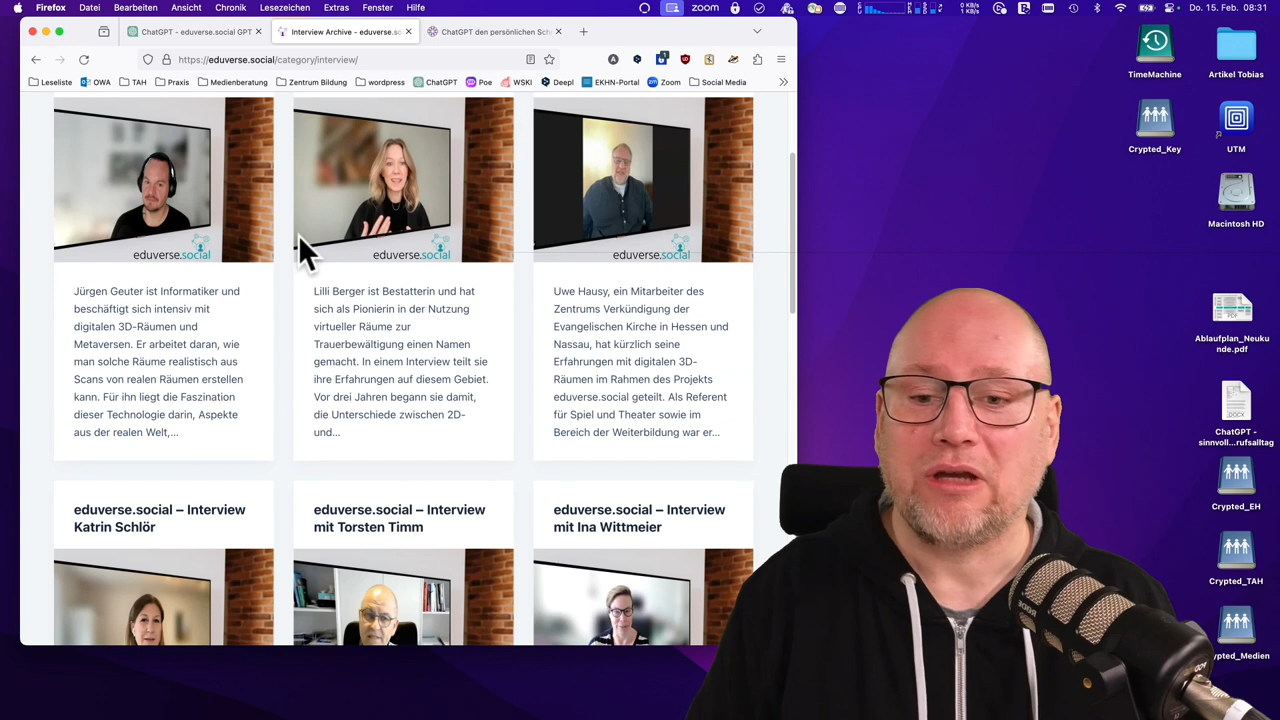 Firefox Datei Bearbeiten Ansicht Chronik Lesezeichen Extras Fenster Hilfe
zoom
Do. 15. Feb. 08:31
ChatGPT - eduverse.social GPT
Interview Archive - eduverse.so
ChatGPT den persönlichen Sch
https://eduverse.social/category/interview/
Leseliste OWA TAH Praxis Medienberatung Zentrum Bildung wordpress ChatGPT Poe WSKI Deepl EKHN-Portal Zoom Social Media
eduverse.social
eduverse.social
eduverse.social
Jürgen Geuter ist Informatiker und
beschäftigt sich intensiv mit
digitalen 3D-Räumen und
Metaversen. Er arbeitet daran, wie
man solche Räume realistisch aus
Scans von realen Räumen erstellen
kann. Für ihn liegt die Faszination
dieser Technologie darin, Aspekte
aus der realen Welt,...
Lilli Berger ist Bestatterin und hat
sich als Pionierin in der Nutzung
virtueller Räume zur
Trauerbewältigung einen Namen
gemacht. In einem Interview teilt sie
ihre Erfahrungen auf diesem Gebiet.
Vor drei Jahren begann sie damit,
die Unterschiede zwischen 2D-
und...
Uwe Hausy, ein Mitarbeiter des
Zentrums Verkündigung der
Evangelischen Kirche in Hessen und
Nassau, hat kürzlich seine
Erfahrungen mit digitalen 3D-
Räumen im Rahmen des Projekts
eduverse.social geteilt. Als Referent
für Spiel und Theater sowie im
Bereich der Weiterbildung war er...
eduverse.social – Interview
Katrin Schlör
eduverse.social – Interview
mit Torsten Timm
eduverse.social – Interview
mit Ina Wittmeier
TimeMachine
Artikel Tobias
Crypted_Key
UTM
Macintosh HD
Ablaufplan_Neuku
nde.pdf
DOCX
ChatGPT -
sinnvoll...rufsalltag
Crypted_EH
Crypted_TAH
ypted_Medien
RODE